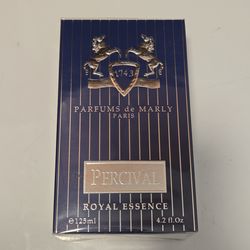 1743
PARFUMS de MARLY
PARIS
PERCIVAL
ROYAL ESSENCE
℮125ml 4.2 fl.Oz